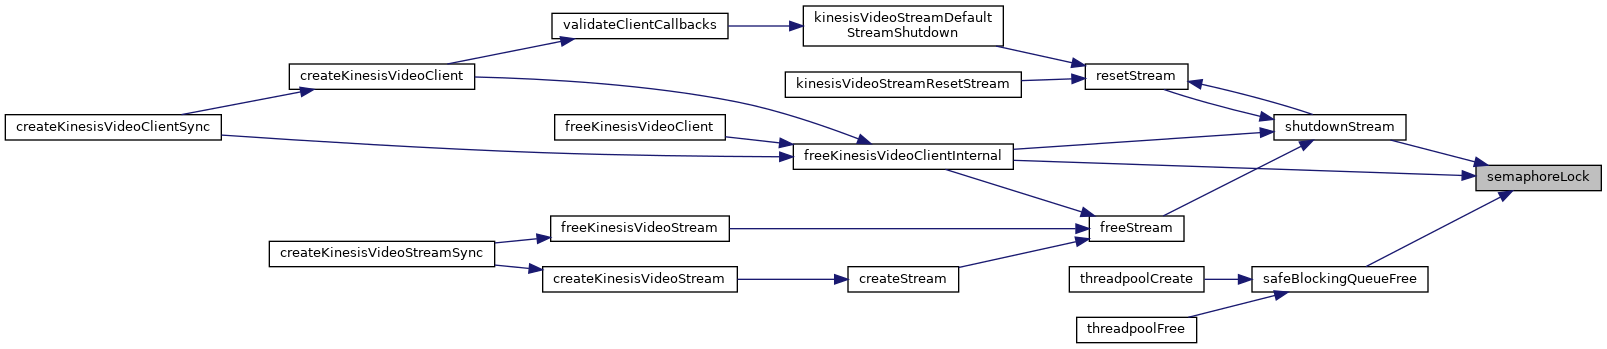 validateClientCallbacks
kinesisVideoStreamDefault
StreamShutdown
createKinesisVideoClient
kinesisVideoStreamResetStream
resetStream
createKinesisVideoClientSync
freeKinesisVideoClient
shutdownStream
freeKinesisVideoClientInternal
semaphoreLock
freeKinesisVideoStream
freeStream
createKinesisVideoStreamSync
createKinesisVideoStream
createStream
threadpoolCreate
safeBlockingQueueFree
threadpoolFree